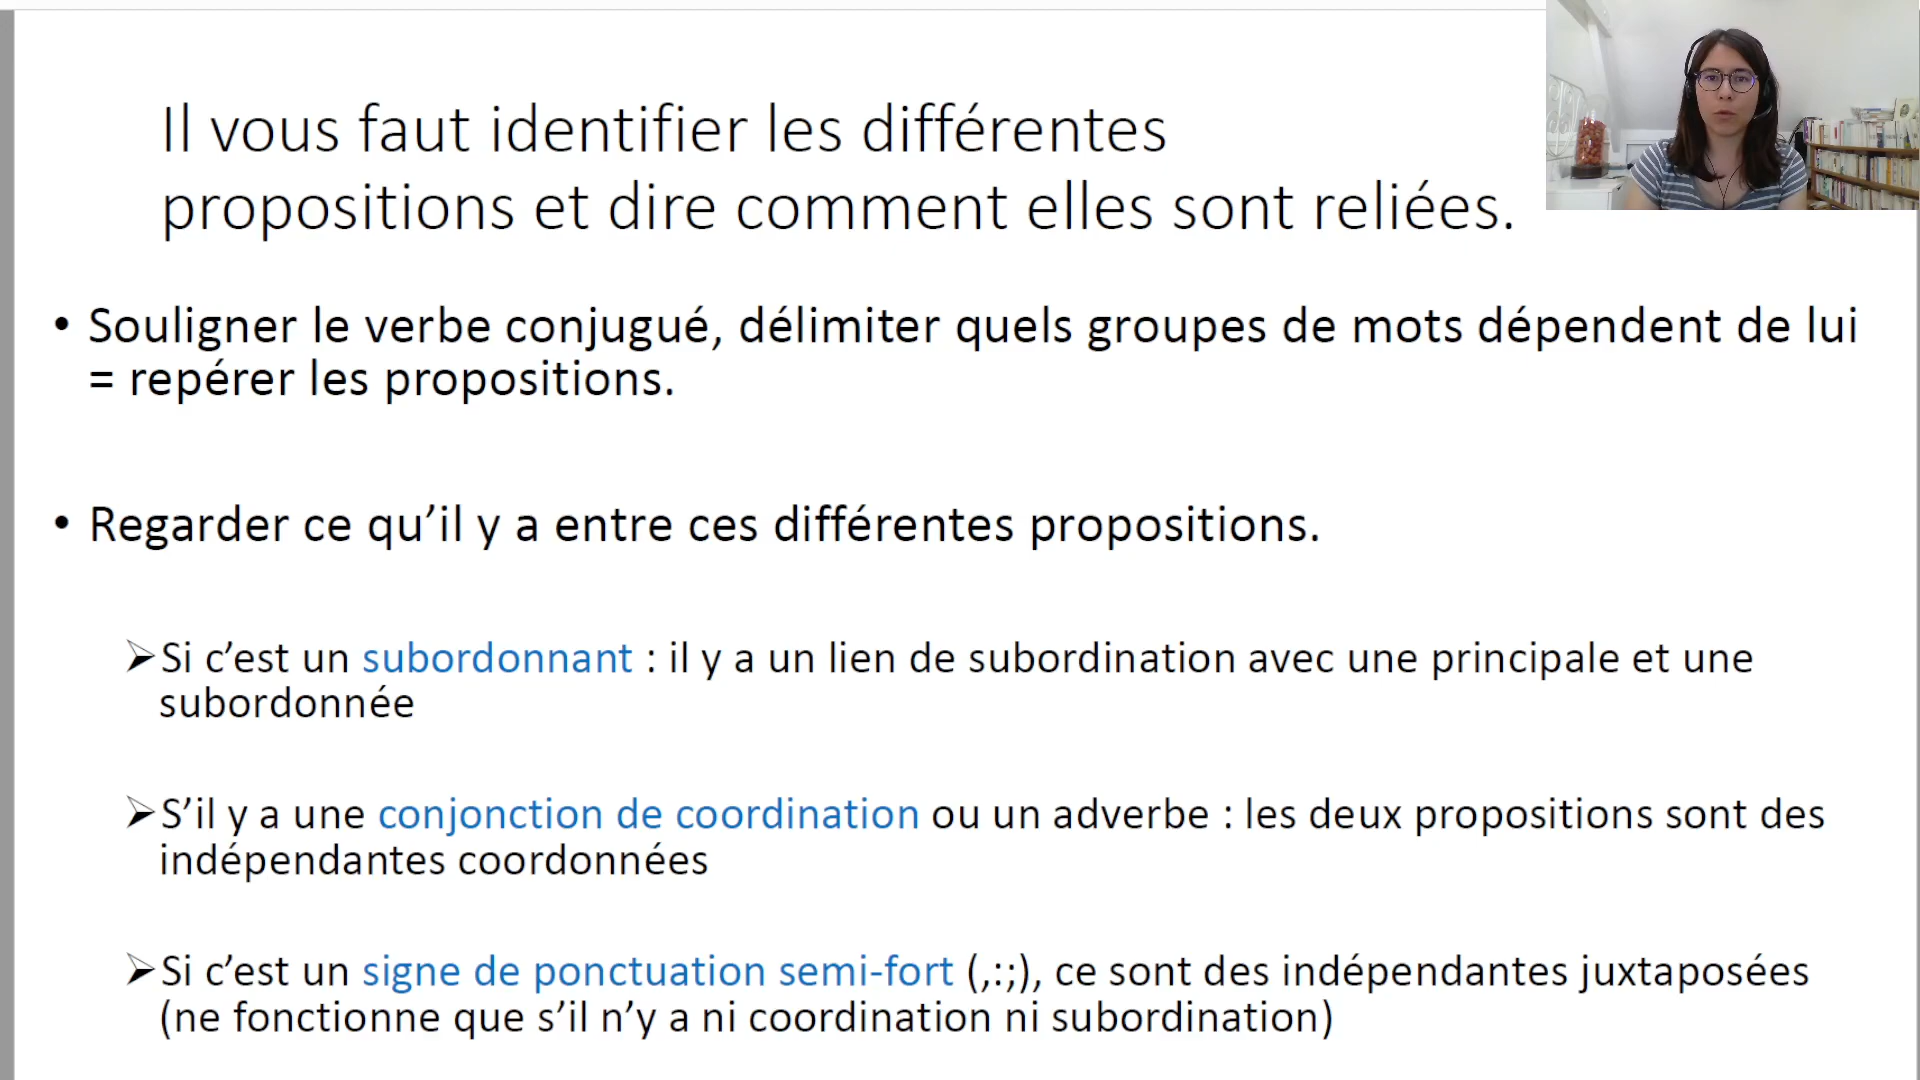 Il vous faut identifier les différentes
propositions et dire comment elles sont reliées.
• Souligner le verbe conjugué, délimiter quels groupes de mots dépendent de lui
= repérer les propositions.
• Regarder ce qu’il y a entre ces différentes propositions.
➢Si c’est un subordonnant : il y a un lien de subordination avec une principale et une
subordonnée
➢S’il y a une conjonction de coordination ou un adverbe : les deux propositions sont des
indépendantes coordonnées
➢Si c’est un signe de ponctuation semi-fort (,:;), ce sont des indépendantes juxtaposées
(ne fonctionne que s’il n’y a ni coordination ni subordination)